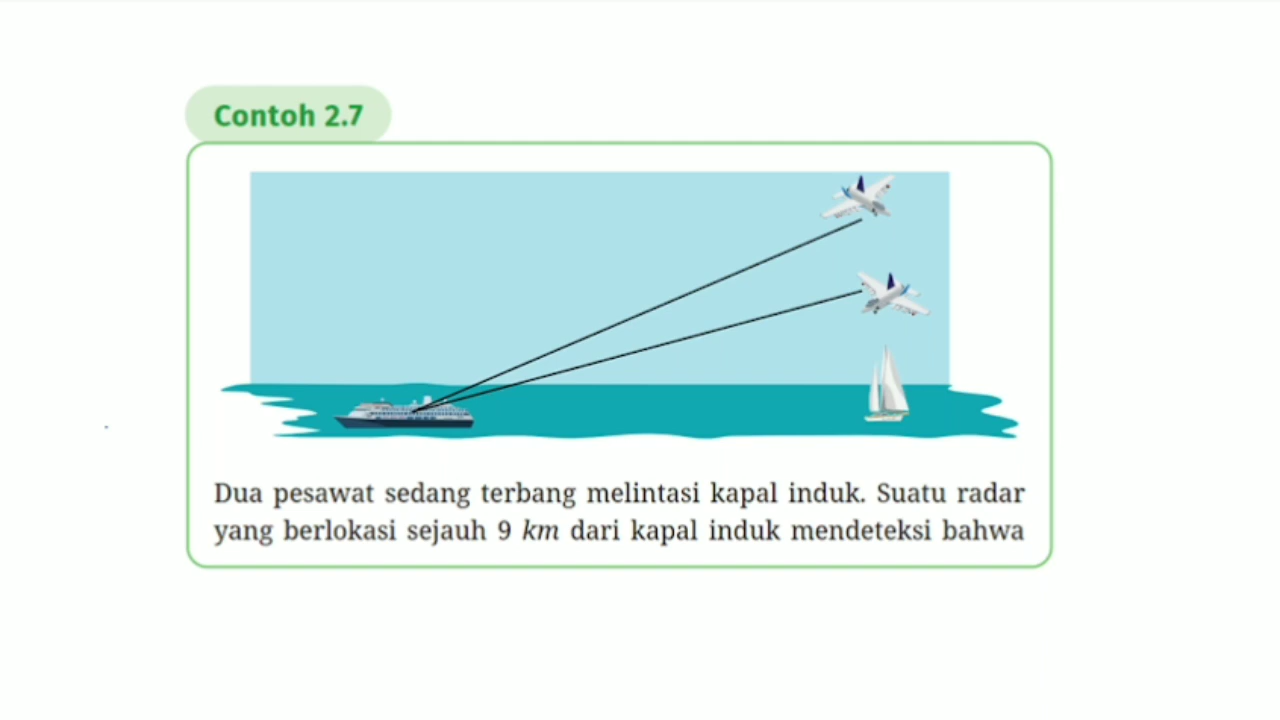 Contoh 2.7
Dua pesawat sedang terbang melintasi kapal induk. Suatu radar
yang berlokasi sejauh 9 km dari kapal induk mendeteksi bahwa